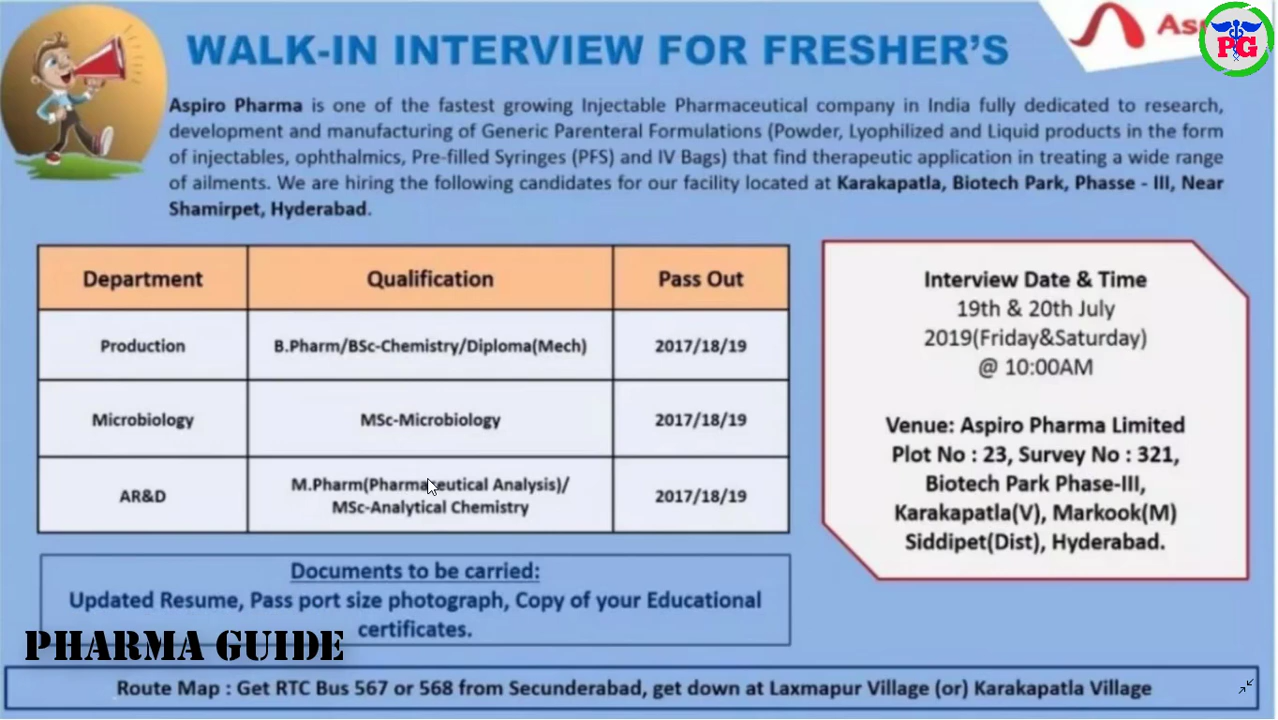 WALK-IN INTERVIEW FOR FRESHER'S
PG
Aspiro Pharma is one of the fastest growing Injectable Pharmaceutical company in India fully dedicated to research,
development and manufacturing of Generic Parenteral Formulations (Powder, Lyophilized and Liquid products in the form
of injectables, ophthalmics, Pre-filled Syringes (PFS) and IV Bags) that find therapeutic application in treating a wide range
of ailments. We are hiring the following candidates for our facility located at Karakapatla, Biotech Park, Phasse - III, Near
Shamirpet, Hyderabad.
Department Qualification Pass Out
Production B.Pharm/BSc-Chemistry/Diploma(Mech) 2017/18/19
Microbiology MSc-Microbiology 2017/18/19
AR&D M.Pharm(Pharmaceutical Analysis)/
MSc-Analytical Chemistry 2017/18/19
Interview Date & Time
19th & 20th July
2019(Friday&Saturday)
@ 10:00AM
Venue: Aspiro Pharma Limited
Plot No : 23, Survey No : 321,
Biotech Park Phase-III,
Karakapatla(V), Markook(M)
Siddipet(Dist), Hyderabad.
Documents to be carried:
Updated Resume, Pass port size photograph, Copy of your Educational
certificates.
PHARMA GUIDE
Route Map : Get RTC Bus 567 or 568 from Secunderabad, get down at Laxmapur Village (or) Karakapatla Village